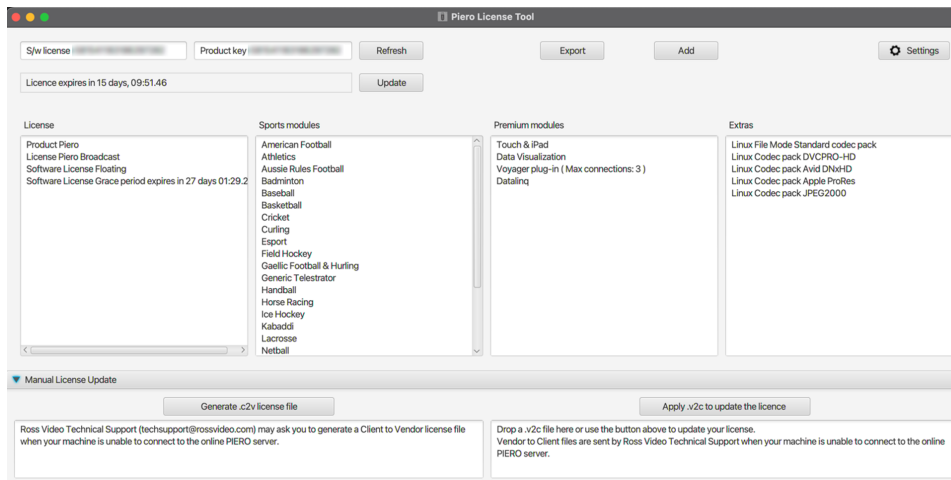 Piero License Tool
S/w license
Product key
Refresh
Export
Add
Settings
Licence expires in 15 days, 09:51.46
Update
License
Product Piero
License Piero Broadcast
Software License Floating
Software License Grace period expires in 27 days 01:29.2
Sports modules
American Football
Athletics
Aussie Rules Football
Badminton
Baseball
Basketball
Cricket
Curling
Esport
Field Hockey
Gaellic Football & Hurling
Generic Telestrator
Handball
Horse Racing
Ice Hockey
Kabaddi
Lacrosse
Netball
Premium modules
Touch & iPad
Data Visualization
Voyager plug-in ( Max connections: 3 )
Datalinq
Extras
Linux File Mode Standard codec pack
Linux Codec pack DVCPRO-HD
Linux Codec pack Avid DNxHD
Linux Codec pack Apple ProRes
Linux Codec pack JPEG2000
Manual License Update
Generate .c2v license file
Ross Video Technical Support (techsupport@rossvideo.com) may ask you to generate a Client to Vendor license file
when your machine is unable to connect to the online PIERO server.
Apply .v2c to update the licence
Drop a .v2c file here or use the button above to update your license.
Vendor to Client files are sent by Ross Video Technical Support when your machine is unable to connect to the online
PIERO server.